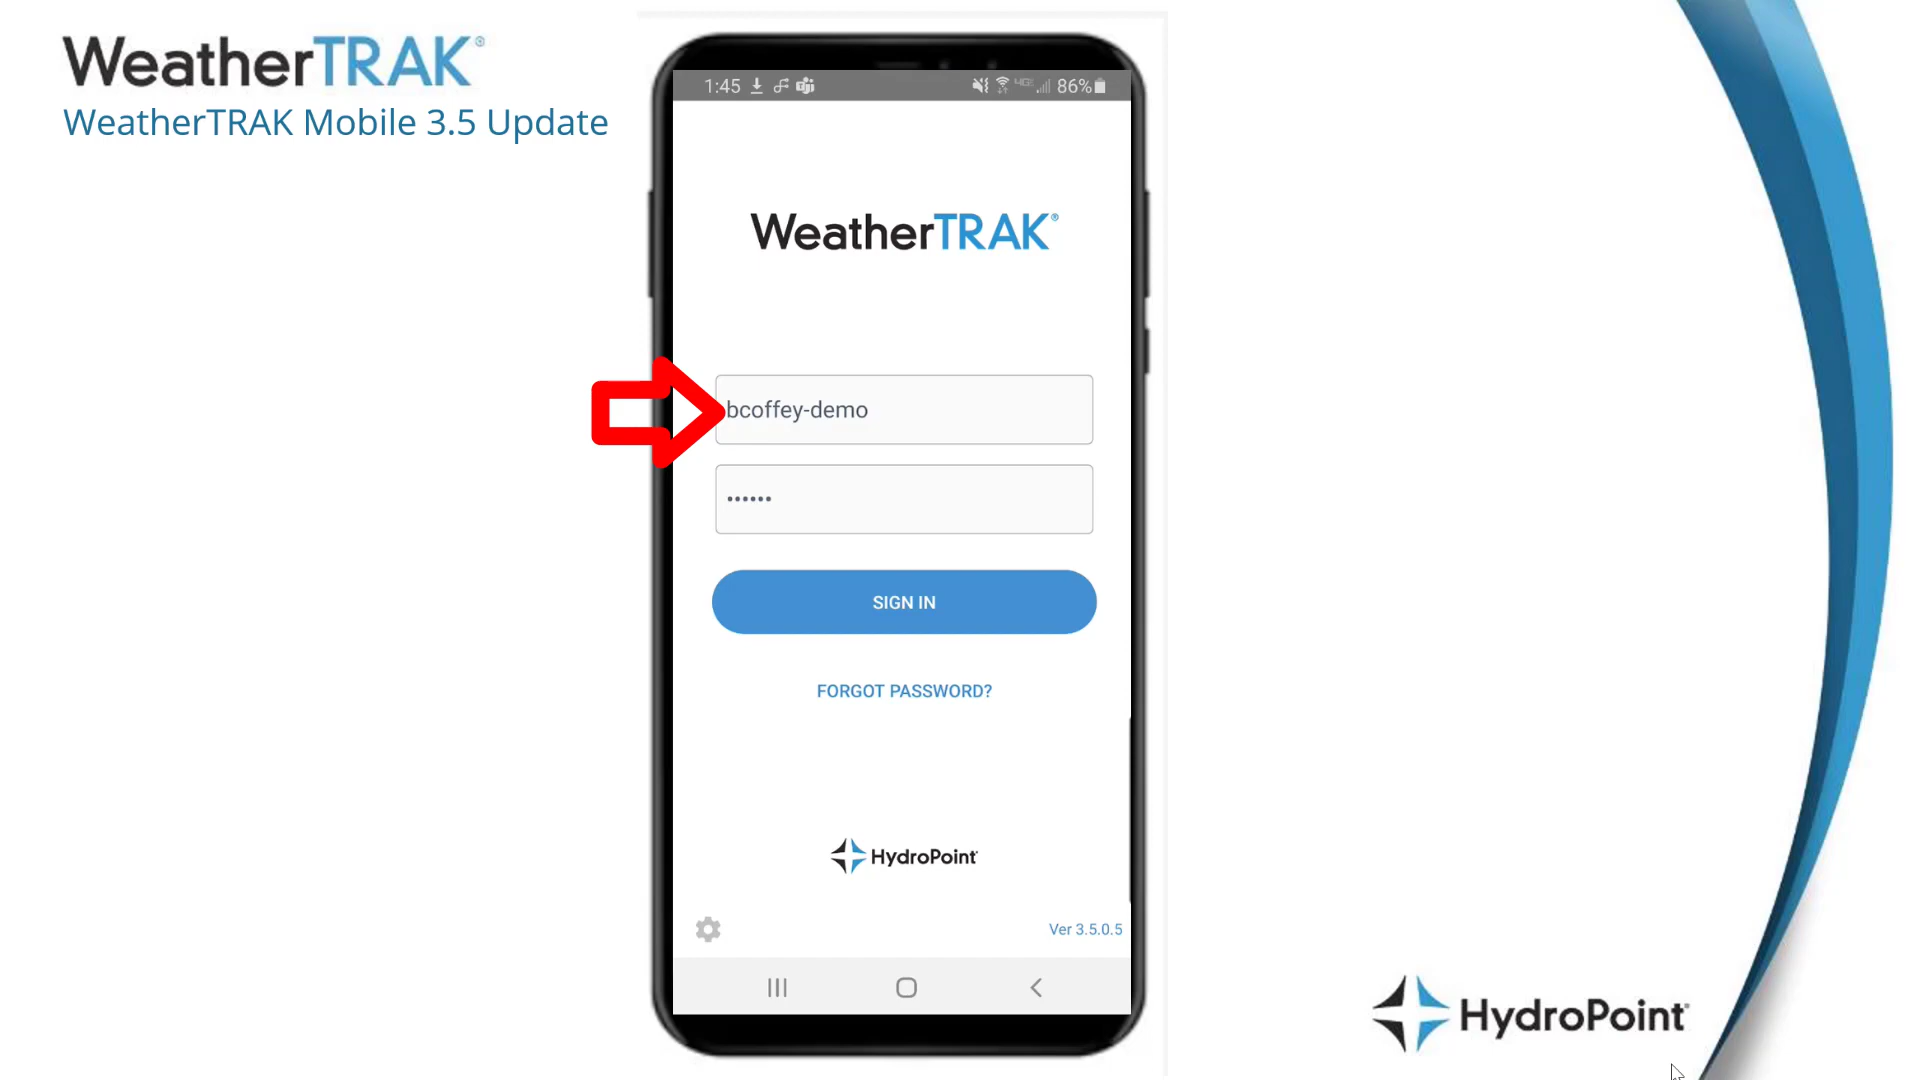 WeatherTRAK®
WeatherTRAK Mobile 3.5 Update
1:45 86%
WeatherTRAK®
bcoffey-demo
••••••
SIGN IN
FORGOT PASSWORD?
HydroPoint
Ver 3.5.0.5
HydroPoint